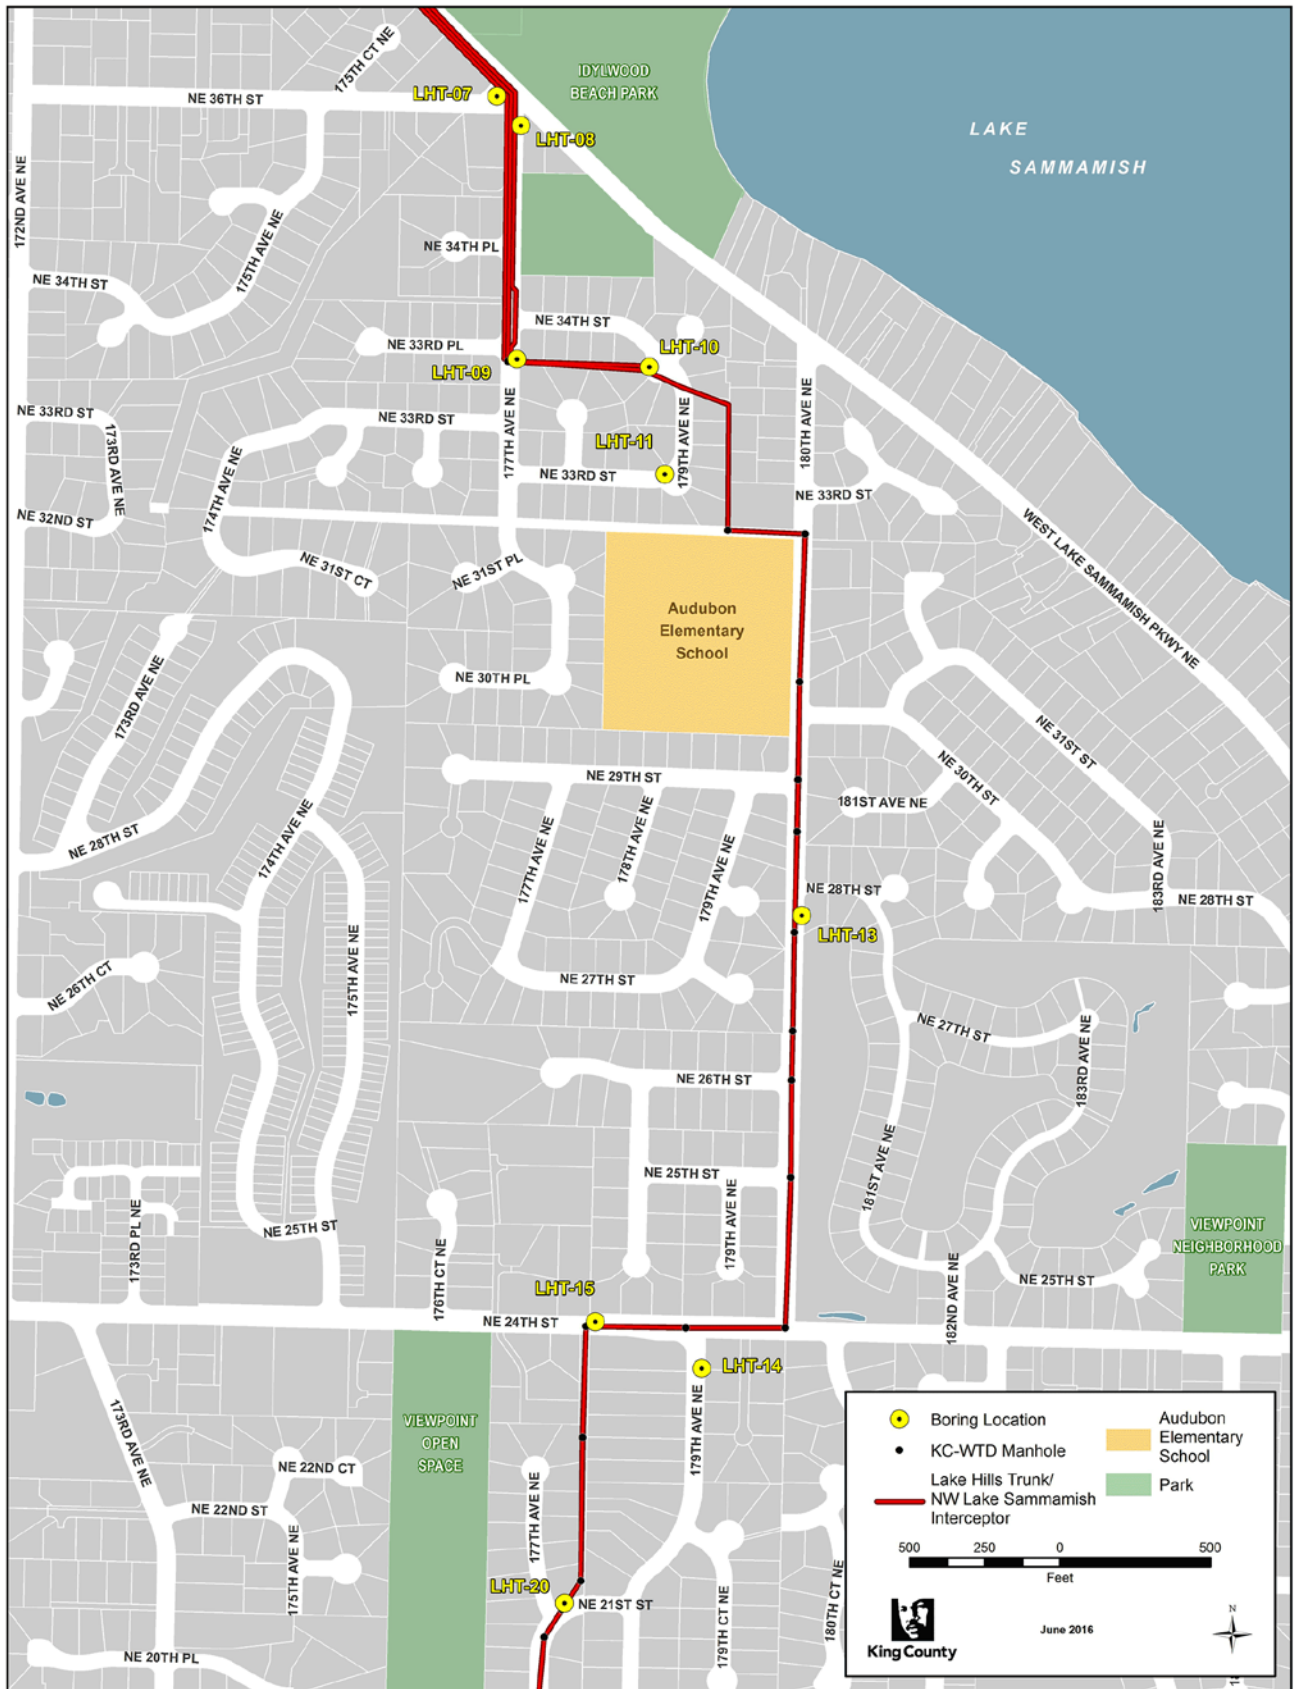 175TH CT NE
IDYLWOOD
BEACH PARK
LHT-07
NE 36TH ST
LAKE
SAMMAMISH
LHT-08
172ND AVE NE
175TH AVE NE
NE 34TH PL
NE 34TH ST
NE 34TH ST
NE 33RD PL
LHT-10
LHT-09
180TH AVE NE
NE 33RD ST
173RD AVE NE
NE 33RD ST
177TH AVE NE
LHT-11
179TH AVE NE
174TH AVE NE
NE 33RD ST
NE 33RD ST
NE 32ND ST
WEST LAKE SAMMAMISH PKWY NE
NE 31ST CT
NE 31ST PL
Audubon
Elementary
School
173RD AVE NE
NE 30TH PL
NE 31ST ST
NE 30TH ST
NE 29TH ST
181ST AVE NE
NE 28TH ST
174TH AVE NE
177TH AVE NE
178TH AVE NE
179TH AVE NE
183RD AVE NE
NE 28TH ST
NE 28TH ST
LHT-13
175TH AVE NE
NE 26TH CT
NE 27TH ST
NE 27TH ST
183RD AVE NE
NE 26TH ST
181ST AVE NE
NE 25TH ST
179TH AVE NE
173RD PL NE
NE 25TH ST
176TH CT NE
VIEWPOINT
NEIGHBORHOOD
PARK
182ND AVE NE
NE 25TH ST
LHT-15
NE 24TH ST
LHT-14
173RD AVE NE
VIEWPOINT
OPEN
SPACE
179TH AVE NE
NE 22ND CT
NE 22ND ST
175TH AVE NE
177TH AVE NE
LHT-20
NE 21ST ST
179TH CT NE
180TH CT NE
NE 20TH PL
Boring Location
KC-WTD Manhole
Lake Hills Trunk/
NW Lake Sammamish
Interceptor
Audubon
Elementary
School
Park
500 250 0 500
Feet
King County
June 2016
N